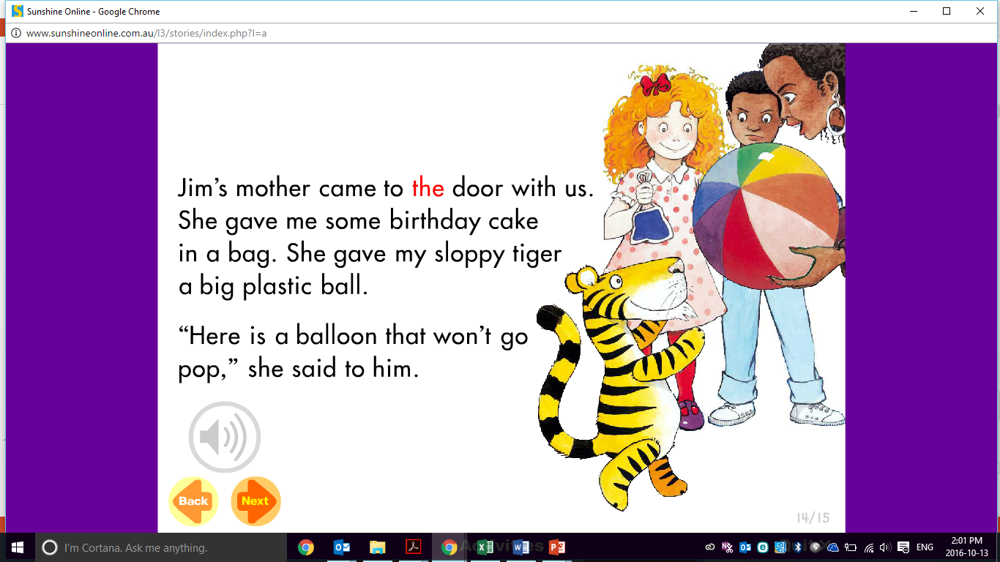 Sunshine Online - Google Chrome
www.sunshineonline.com.au/l3/stories/index.php?l=a
Jim's mother came to the door with us.
She gave me some birthday cake
in a bag. She gave my sloppy tiger
a big plastic ball.
"Here is a balloon that won't go
pop," she said to him.
Back
Next
14/15
I'm Cortana. Ask me anything.
ENG
2:01 PM
2016-10-13